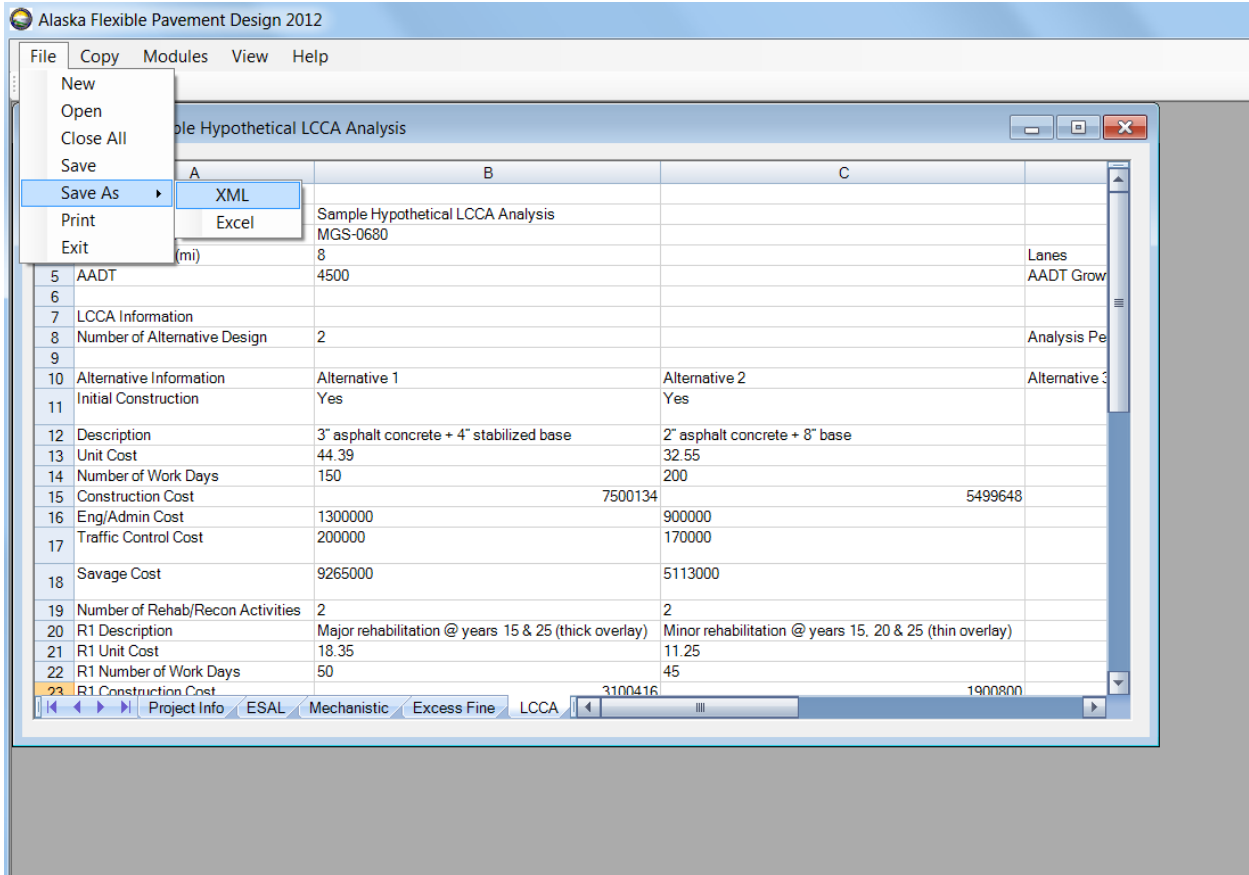 Alaska Flexible Pavement Design 2012
File Copy Modules View Help
New
Open
Close All
Save
Save As XML
Print Excel
Exit
Hypothetical LCCA Analysis
A B C
Sample Hypothetical LCCA Analysis
MGS-0680
(mi) 8 Lanes
5 AADT 4500 AADT Grow
6
7 LCCA Information
8 Number of Alternative Design 2 Analysis Pe
9
10 Alternative Information Alternative 1 Alternative 2 Alternative 3
11 Initial Construction Yes Yes
12 Description 3" asphalt concrete + 4" stabilized base 2" asphalt concrete + 8" base
13 Unit Cost 44.39 32.55
14 Number of Work Days 150 200
15 Construction Cost 7500134 5499648
16 Eng/Admin Cost 1300000 900000
17 Traffic Control Cost 200000 170000
18 Savage Cost 9265000 5113000
19 Number of Rehab/Recon Activities 2 2
20 R1 Description Major rehabilitation @ years 15 & 25 (thick overlay) Minor rehabilitation @ years 15, 20 & 25 (thin overlay)
21 R1 Unit Cost 18.35 11.25
22 R1 Number of Work Days 50 45
23 R1 Construction Cost 3100416 1900800
Project Info ESAL Mechanistic Excess Fine LCCA